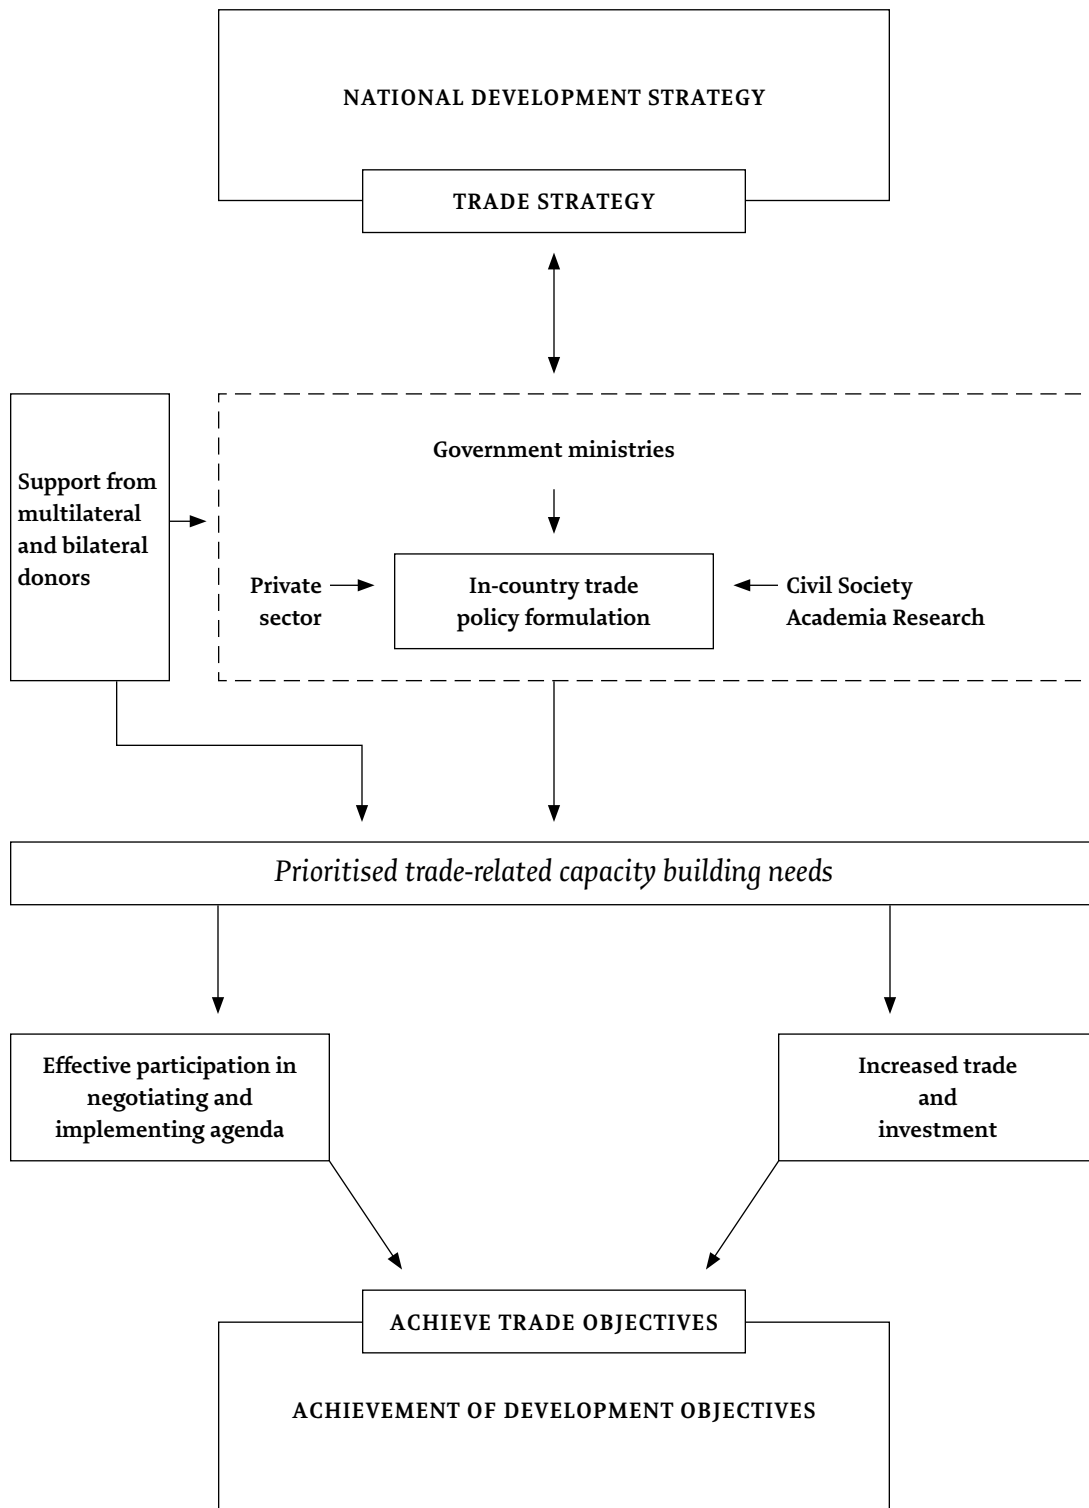 NATIONAL DEVELOPMENT STRATEGY
TRADE STRATEGY
Government ministries
Support from
multilateral
and bilateral
donors
Private
sector
In-country trade
policy formulation
Civil Society
Academia Research
Prioritised trade-related capacity building needs
Effective participation in
negotiating and
implementing agenda
Increased trade
and
investment
ACHIEVE TRADE OBJECTIVES
ACHIEVEMENT OF DEVELOPMENT OBJECTIVES